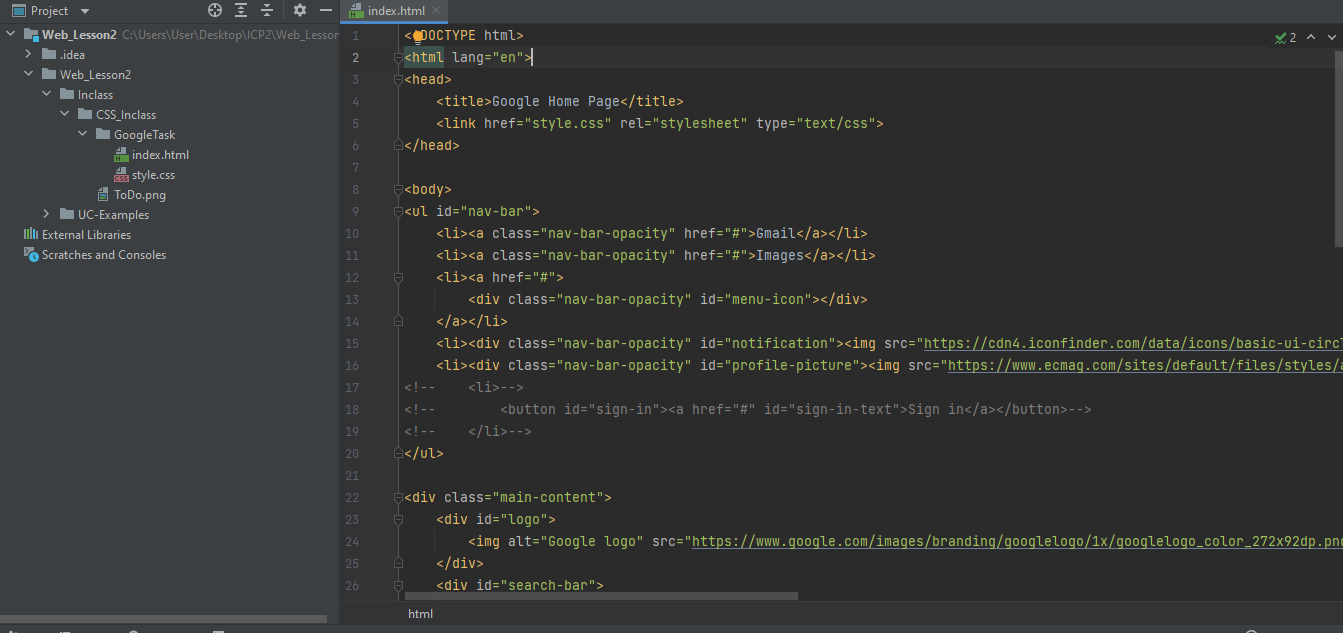 Project
index.html
Web_Lesson2 C:\Users\User\Desktop\ICP2\Web_Lesson
.idea
Web_Lesson2
Inclass
CSS_Inclass
GoogleTask
index.html
style.css
ToDo.png
UC-Examples
External Libraries
Scratches and Consoles
2
1 <!DOCTYPE html>
2 <html lang="en">
3 <head>
4 <title>Google Home Page</title>
5 <link href="style.css" rel="stylesheet" type="text/css">
6 </head>
7
8 <body>
9 <ul id="nav-bar">
10 <li><a class="nav-bar-opacity" href="#">Gmail</a></li>
11 <li><a class="nav-bar-opacity" href="#">Images</a></li>
12 <li><a href="#">
13 <div class="nav-bar-opacity" id="menu-icon"></div>
14 </a></li>
15 <li><div class="nav-bar-opacity" id="notification"><img src="https://cdn4.iconfinder.com/data/icons/basic-ui-circl
16 <li><div class="nav-bar-opacity" id="profile-picture"><img src="https://www.ecmag.com/sites/default/files/styles/a
17 <!-- <li>-->
18 <!-- <button id="sign-in"><a href="#" id="sign-in-text">Sign in</a></button>-->
19 <!-- </li>-->
20 </ul>
21
22 <div class="main-content">
23 <div id="logo">
24 <img alt="Google logo" src="https://www.google.com/images/branding/googlelogo/1x/googlelogo_color_272x92dp.png
25 </div>
26 <div id="search-bar">
html